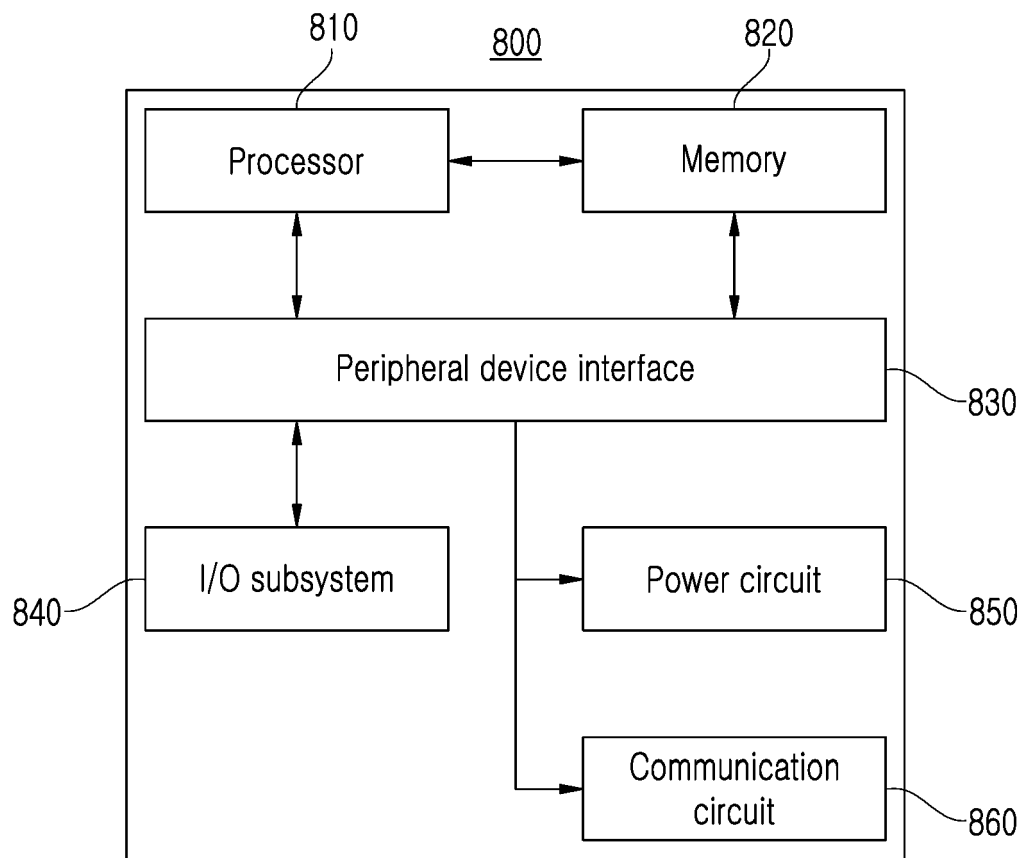 810
800
820
Processor
Memory
Peripheral device interface
830
I/O subsystem
Power circuit
840
850
Communication
circuit
860